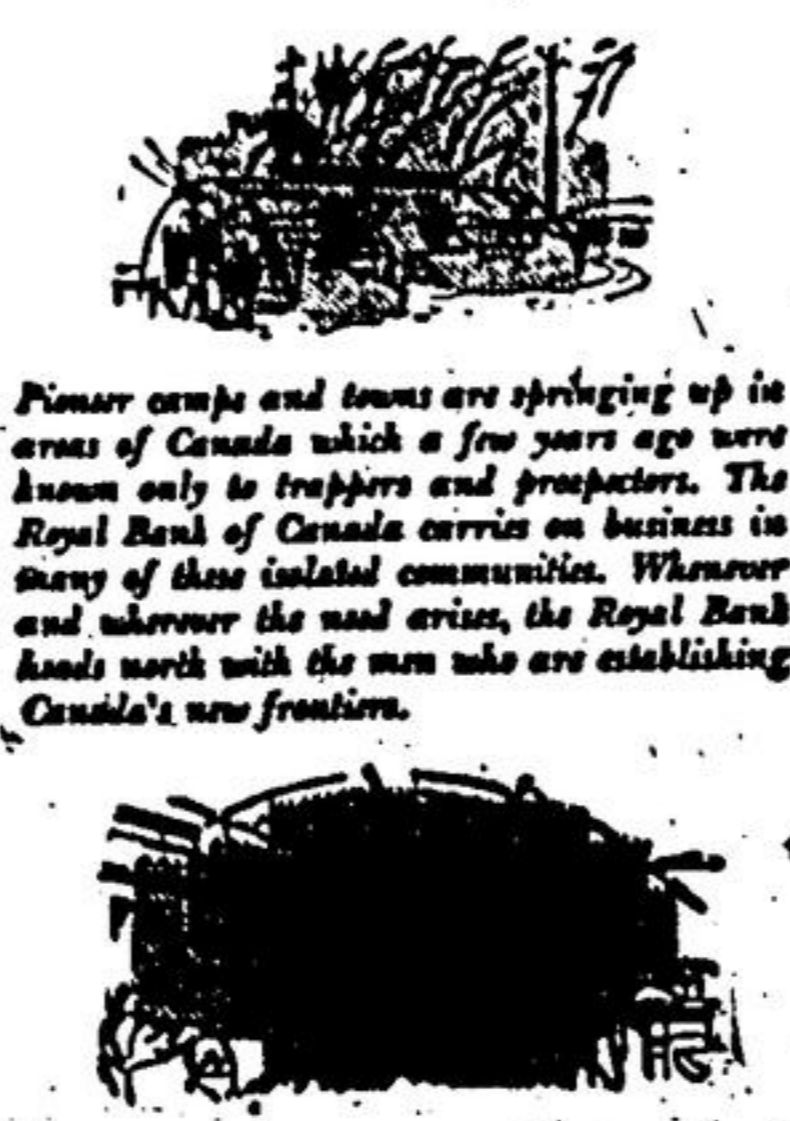 Pioneer camps and towns are springing up in
areas of Canada which a few years ago were
known only to trappers and prospectors. The
Royal Bank of Canada carries on business in
many of these isolated communities. Whenever
and wherever the need arises, the Royal Bank
heads north with the men who are establishing
Canada's new frontiers.